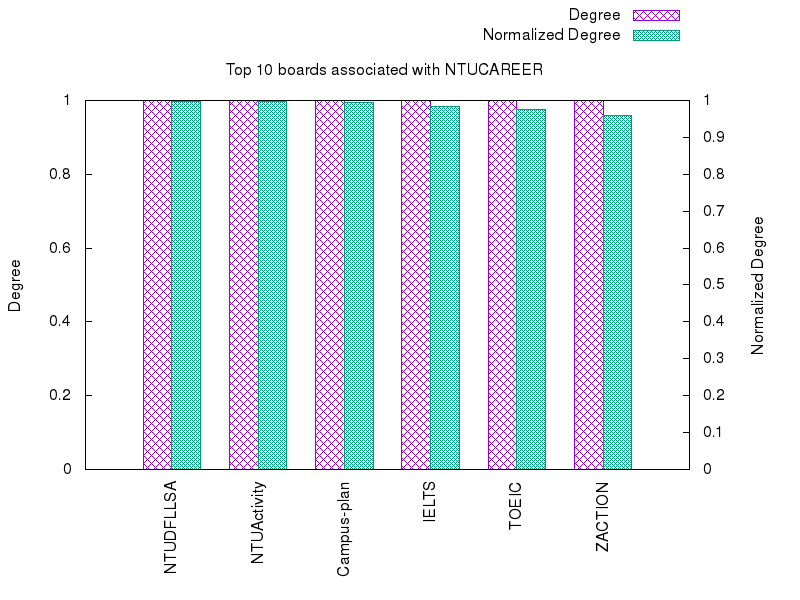 Degree
Normalized Degree
Top 10 boards associated with NTUCAREER
1
0.8
0.6
0.4
0.2
0
Degree
1
0.9
0.8
0.7
0.6
0.5
0.4
0.3
0.2
0.1
0
Normalized Degree
NTUDFLLSA
NTUActivity
Campus-plan
IELTS
TOEIC
ZACTION